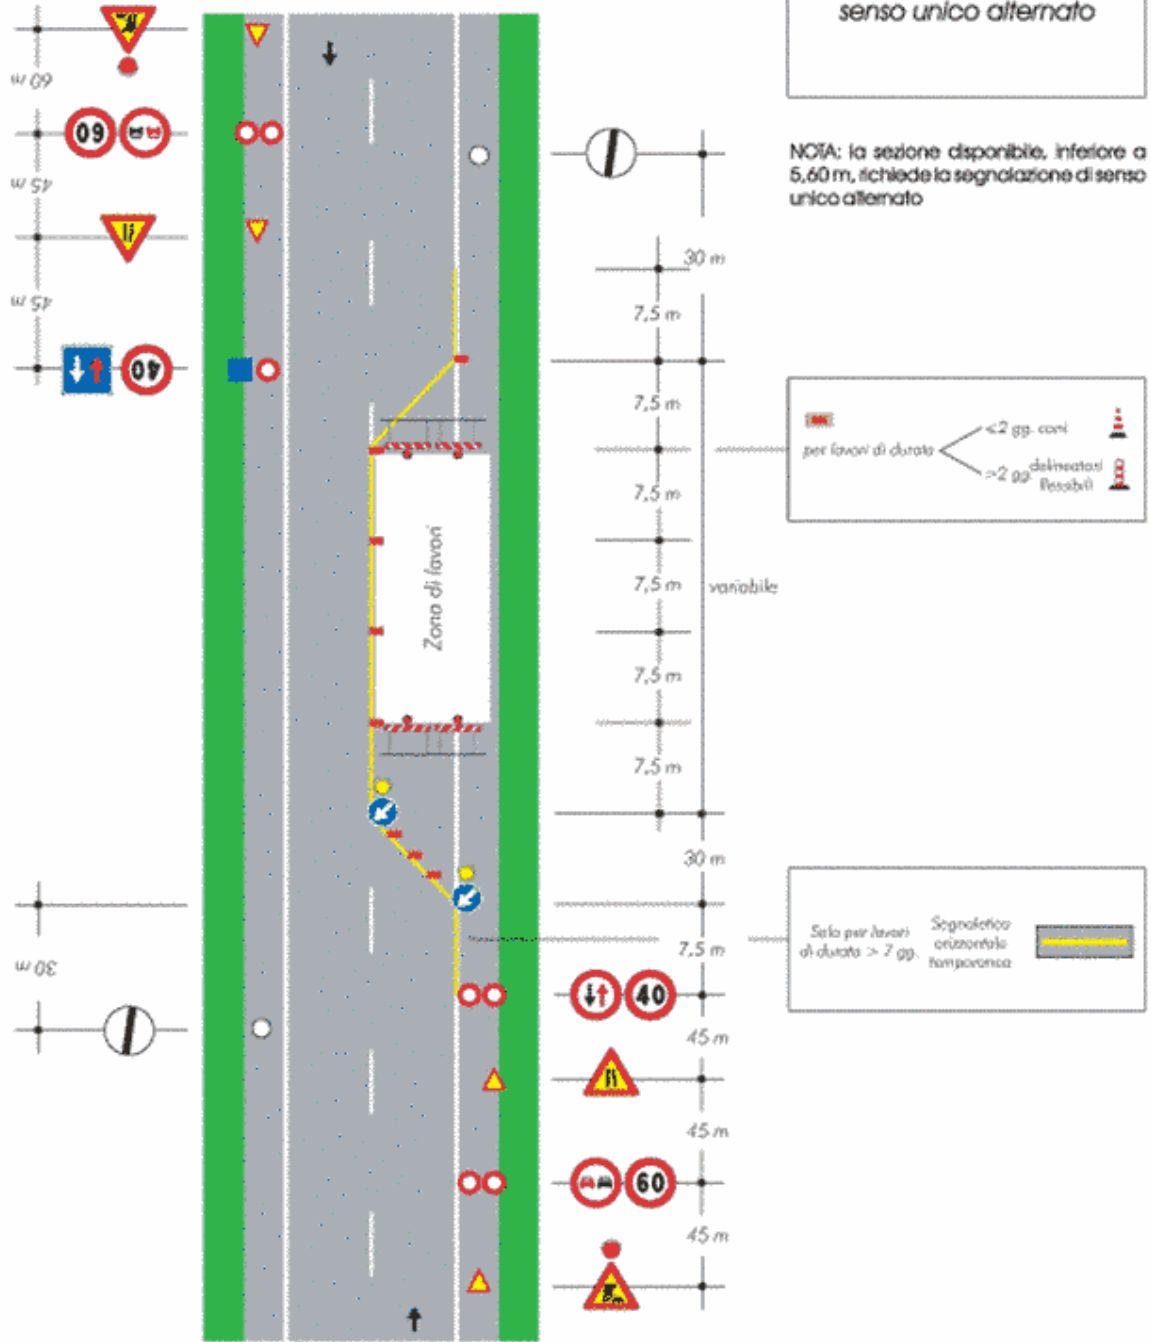 senso unico alternato
60 m
60
45 m
45 m
40
NOTA: la sezione disponibile, inferiore a
5,60 m, richiede la segnalazione di senso
unico alternato
30 m
7,5 m
7,5 m
7,5 m
7,5 m
variabile
7,5 m
7,5 m
30 m
7,5 m
40
45 m
45 m
60
45 m
Zona di lavori
30 m
per lavori di durata
<2 gg. coni
>2 gg. delineatori
flessibili
Solo per lavori
di durata > 7 gg.
Segnaletica
orizzontale
temporanea